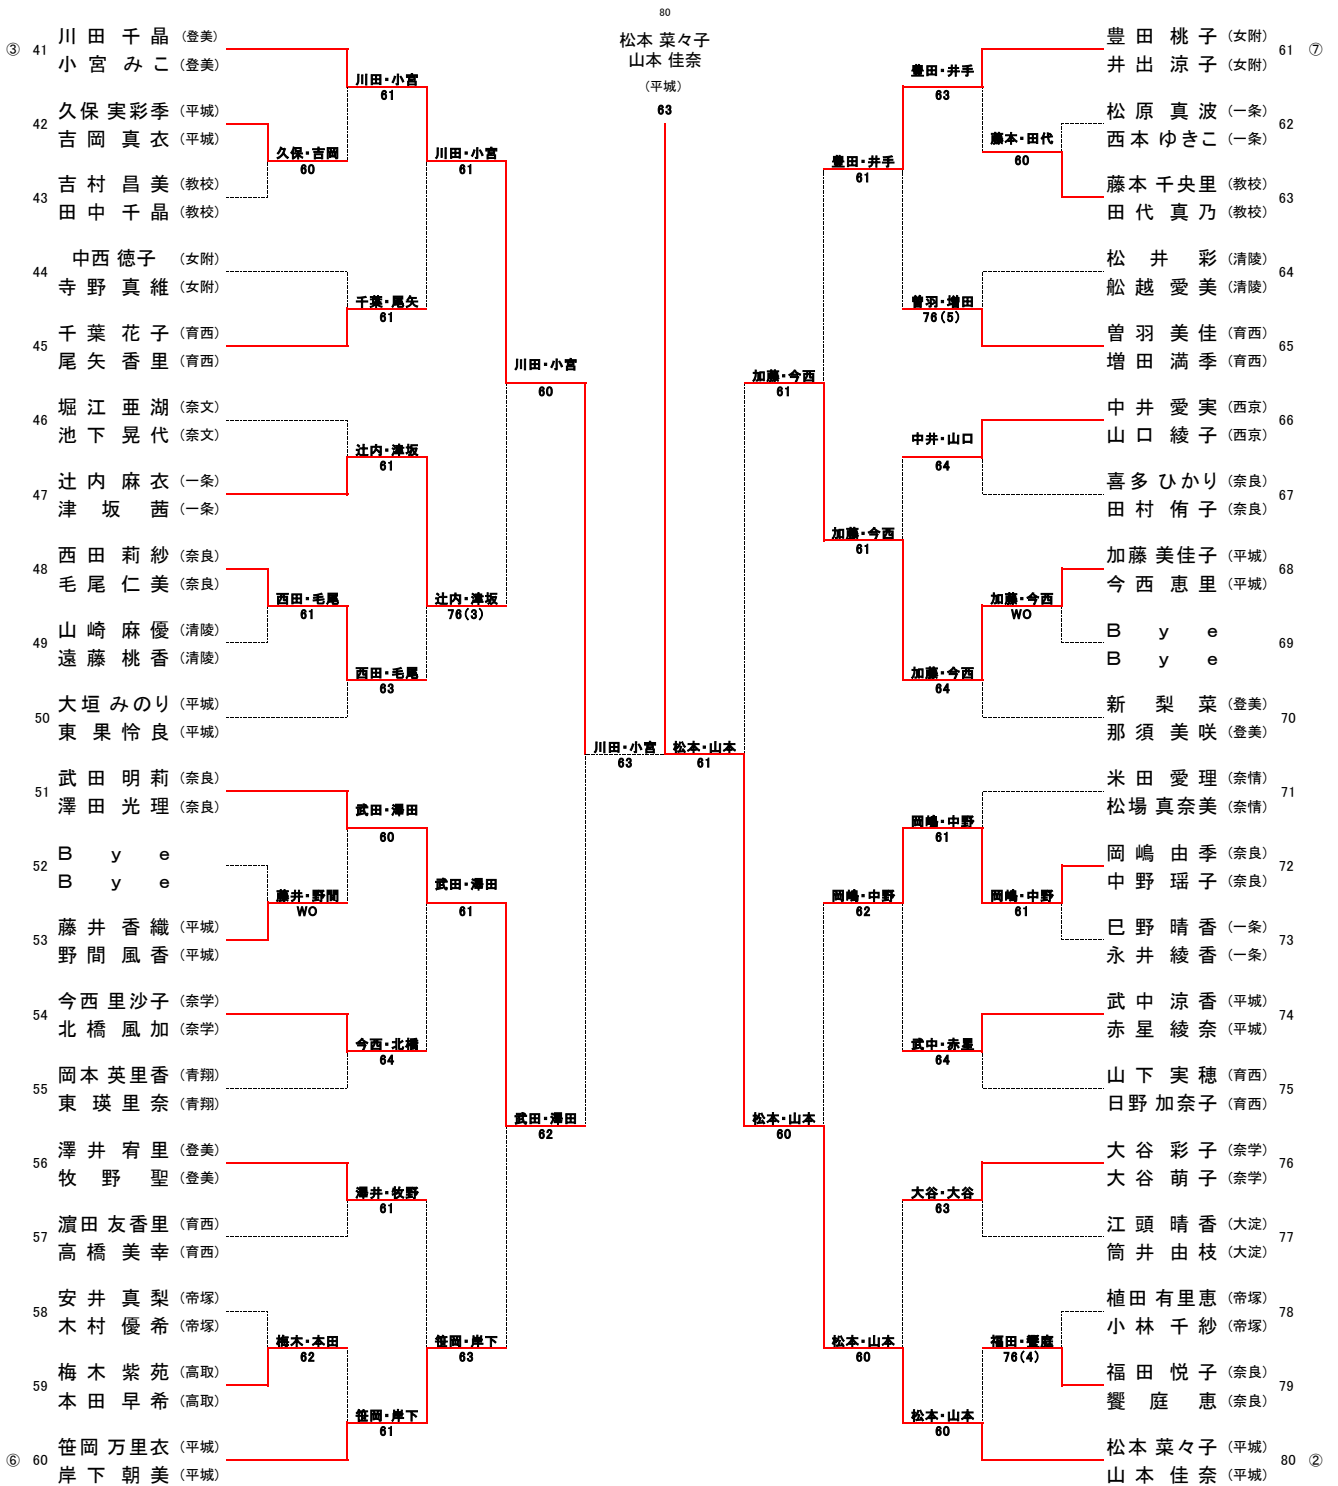 80
松本 菜々子
山本 佳奈
(平城)
63
③ 41 川田 千晶 (登美)
小宮 みこ (登美)
42 久保 実彩季 (平城)
吉岡 真衣 (平城)
43 吉村 昌美 (教校)
田中 千晶 (教校)
44 中西 徳子 (女附)
寺野 真維 (女附)
45 千葉 花子 (育西)
尾矢 香里 (育西)
46 堀江 亜湖 (奈文)
池下 晃代 (奈文)
47 辻内 麻衣 (一条)
津坂 茜 (一条)
48 西田 莉紗 (奈良)
毛尾 仁美 (奈良)
49 山崎 麻優 (清陵)
遠藤 桃香 (清陵)
50 大垣 みのり (平城)
東 果怜良 (平城)
51 武田 明莉 (奈良)
澤田 光理 (奈良)
52 Bye
Bye
53 藤井 香織 (平城)
野間 風香 (平城)
54 今西 里沙子 (奈学)
北橋 風加 (奈学)
55 岡本 英里香 (青翔)
東 瑛里奈 (青翔)
56 澤井 宥里 (登美)
牧野 聖 (登美)
57 濵田 友香里 (育西)
高橋 美幸 (育西)
58 安井 真梨 (帝塚)
木村 優希 (帝塚)
59 梅木 紫苑 (高取)
本田 早希 (高取)
⑥ 60 笹岡 万里衣 (平城)
岸下 朝美 (平城)
久保・吉岡
60
西田・毛尾
61
藤井・野間
WO
梅木・本田
62
川田・小宮
61
千葉・尾矢
61
辻内・津坂
61
西田・毛尾
63
武田・澤田
60
今西・北橋
64
澤井・牧野
61
笹岡・岸下
61
川田・小宮
61
辻内・津坂
76(3)
武田・澤田
61
笹岡・岸下
63
川田・小宮
60
武田・澤田
62
川田・小宮
63
松本・山本
61
加藤・今西
61
松本・山本
60
豊田・井手
61
加藤・今西
61
岡嶋・中野
62
松本・山本
60
豊田・井手
63
曽羽・増田
76(5)
中井・山口
64
加藤・今西
64
岡嶋・中野
61
武中・赤星
64
大谷・大谷
63
松本・山本
60
藤本・田代
60
加藤・今西
WO
岡嶋・中野
61
福田・饗庭
76(4)
豊田 桃子 (女附) 61 ⑦
井出 涼子 (女附)
松原 真波 (一条) 62
西本 ゆきこ (一条)
藤本 千央里 (教校) 63
田代 真乃 (教校)
松井 彩 (清陵) 64
舩越 愛美 (清陵)
曽羽 美佳 (育西) 65
増田 満季 (育西)
中井 愛実 (西京) 66
山口 綾子 (西京)
喜多 ひかり (奈良) 67
田村 侑子 (奈良)
加藤 美佳子 (平城) 68
今西 恵里 (平城)
Bye 69
Bye
新 梨菜 (登美) 70
那須 美咲 (登美)
米田 愛理 (奈情) 71
松場 真奈美 (奈情)
岡嶋 由季 (奈良) 72
中野 瑶子 (奈良)
巳野 晴香 (一条) 73
永井 綾香 (一条)
武中 涼香 (平城) 74
赤星 綾奈 (平城)
山下 実穂 (育西) 75
日野 加奈子 (育西)
大谷 彩子 (奈学) 76
大谷 萌子 (奈学)
江頭 晴香 (大淀) 77
筒井 由枝 (大淀)
植田 有里恵 (帝塚) 78
小林 千紗 (帝塚)
福田 悦子 (奈良) 79
饗庭 恵 (奈良)
松本 菜々子 (平城) 80 ②
山本 佳奈 (平城)